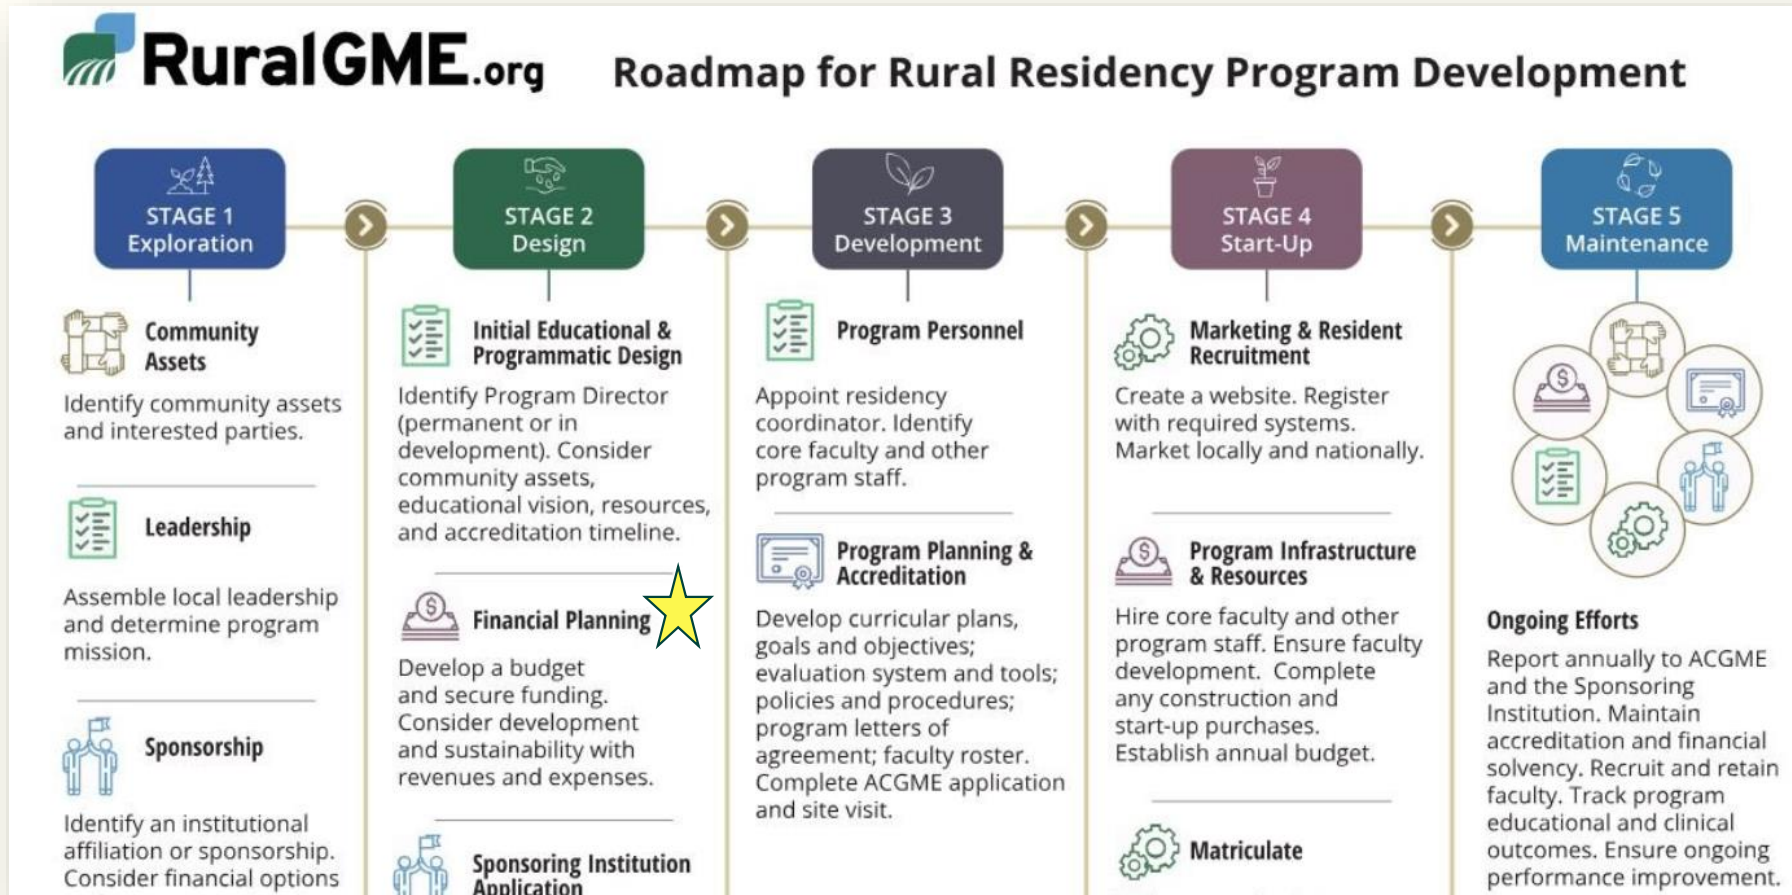 RuralGME.org
Roadmap for Rural Residency Program Development
STAGE 1
Exploration
STAGE 2
Design
STAGE 3
Development
STAGE 4
Start-Up
STAGE 5
Maintenance
Community
Assets
Identify community assets
and interested parties.
Leadership
Assemble local leadership
and determine program
mission.
Sponsorship
Identify an institutional
affiliation or sponsorship.
Consider financial options
Initial Educational &
Programmatic Design
Identify Program Director
(permanent or in
development). Consider
community assets,
educational vision, resources,
and accreditation timeline.
Financial Planning
Develop a budget
and secure funding.
Consider development
and sustainability with
revenues and expenses.
Sponsoring Institution
Application
Program Personnel
Appoint residency
coordinator. Identify
core faculty and other
program staff.
Program Planning &
Accreditation
Develop curricular plans,
goals and objectives;
evaluation system and tools;
policies and procedures;
program letters of
agreement; faculty roster.
Complete ACGME application
and site visit.
Marketing & Resident
Recruitment
Create a website. Register
with required systems.
Market locally and nationally.
Program Infrastructure
& Resources
Hire core faculty and other
program staff. Ensure faculty
development. Complete
any construction and
start-up purchases.
Establish annual budget.
Matriculate
Ongoing Efforts
Report annually to ACGME
and the Sponsoring
Institution. Maintain
accreditation and financial
solvency. Recruit and retain
faculty. Track program
educational and clinical
outcomes. Ensure ongoing
performance improvement.